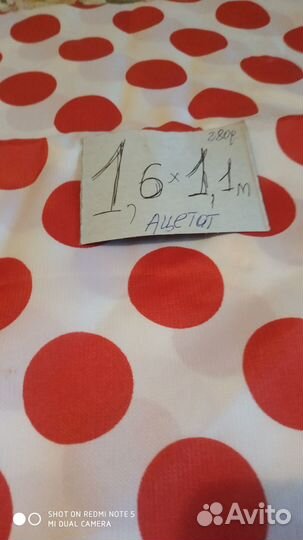 280р
1,6×1,1м
Ацетат
SHOT ON REDMI NOTE 5
MI DUAL CAMERA
Avito